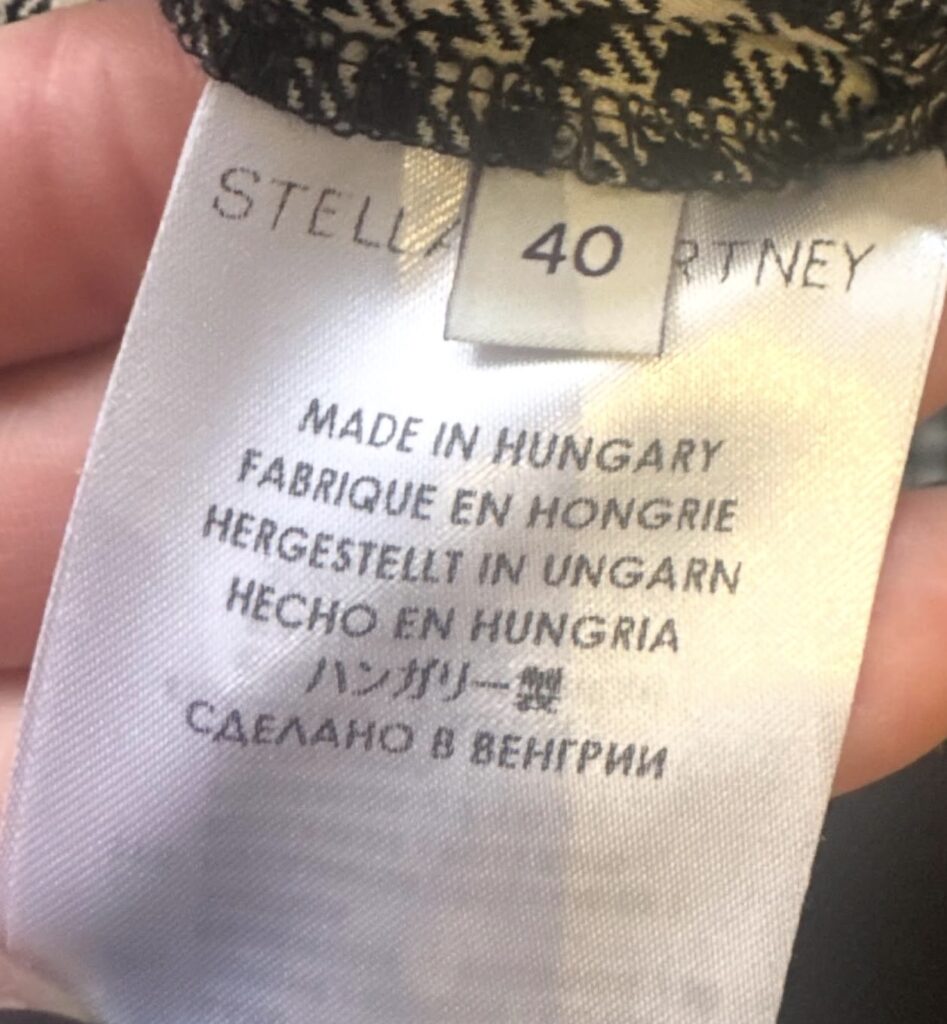 STELLA
40
RTNEY
MADE IN HUNGARY
FABRIQUE EN HONGRIE
HERGESTELLT IN UNGARN
HECHO EN HUNGRIA
ハンガリー製
СДЕЛАНО В ВЕНГРИИ